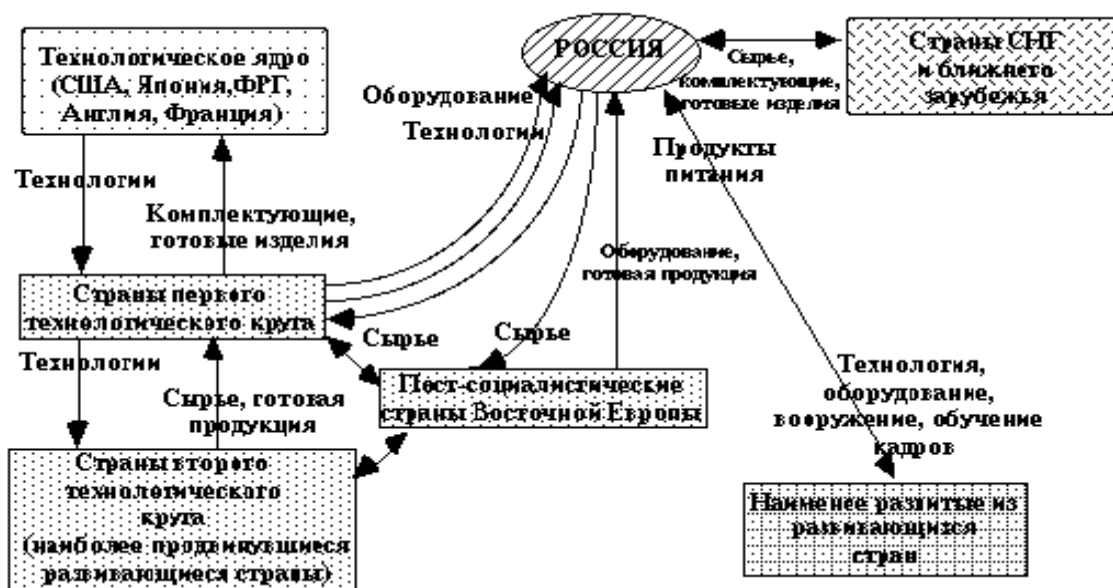 Технологическое ядро
(США, Япония,ФРГ,
Англия, Франция)
РОССИЯ
Страны СНГ
и ближнего
зарубежья
Сырье,
комплектующие,
готовые изделия
Оборудование
Технологии
Продукты
питания
Технологии
Комплектующие,
готовые изделия
Оборудование,
готовая продукция
Страны первого
технологического круга
Сырье
Сырье
Технологии
Сырье, готовая
продукция
Пост-социалистические
страны Восточной Европы
Технология,
оборудование,
вооружение, обучение
кадров
Страны второго
технологического
круга
(наиболее продвинувшиеся
развивающиеся страны)
Наименее развитые из
развивающихся
стран